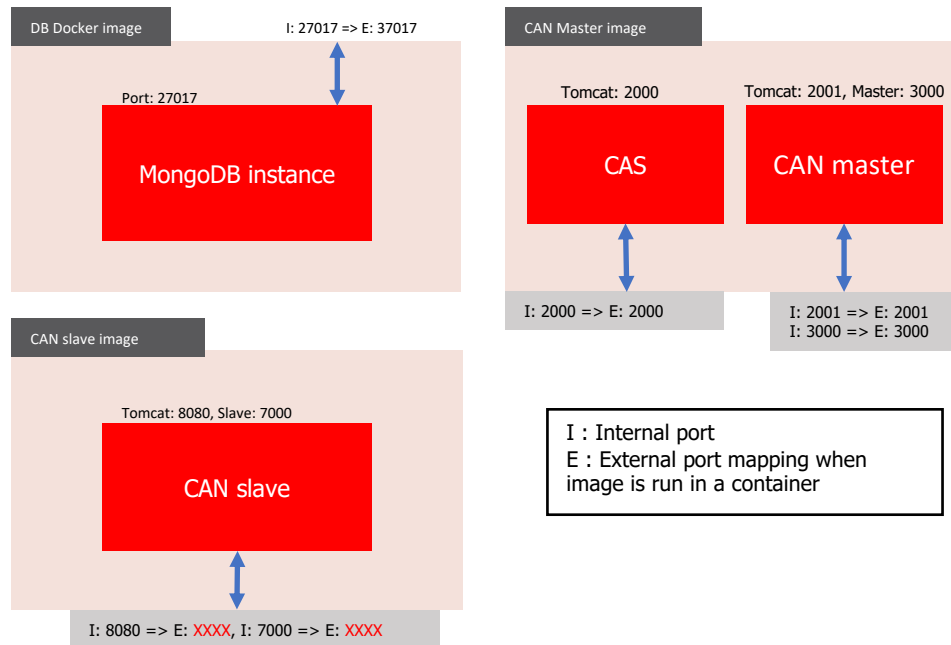 DB Docker image
I: 27017 => E: 37017
Port: 27017
MongoDB instance
CAN Master image
Tomcat: 2000
Tomcat: 2001, Master: 3000
CAS
CAN master
I: 2000 => E: 2000
I: 2001 => E: 2001
I: 3000 => E: 3000
CAN slave image
Tomcat: 8080, Slave: 7000
CAN slave
I: 8080 => E: XXXX, I: 7000 => E: XXXX
I : Internal port
E : External port mapping when
image is run in a container